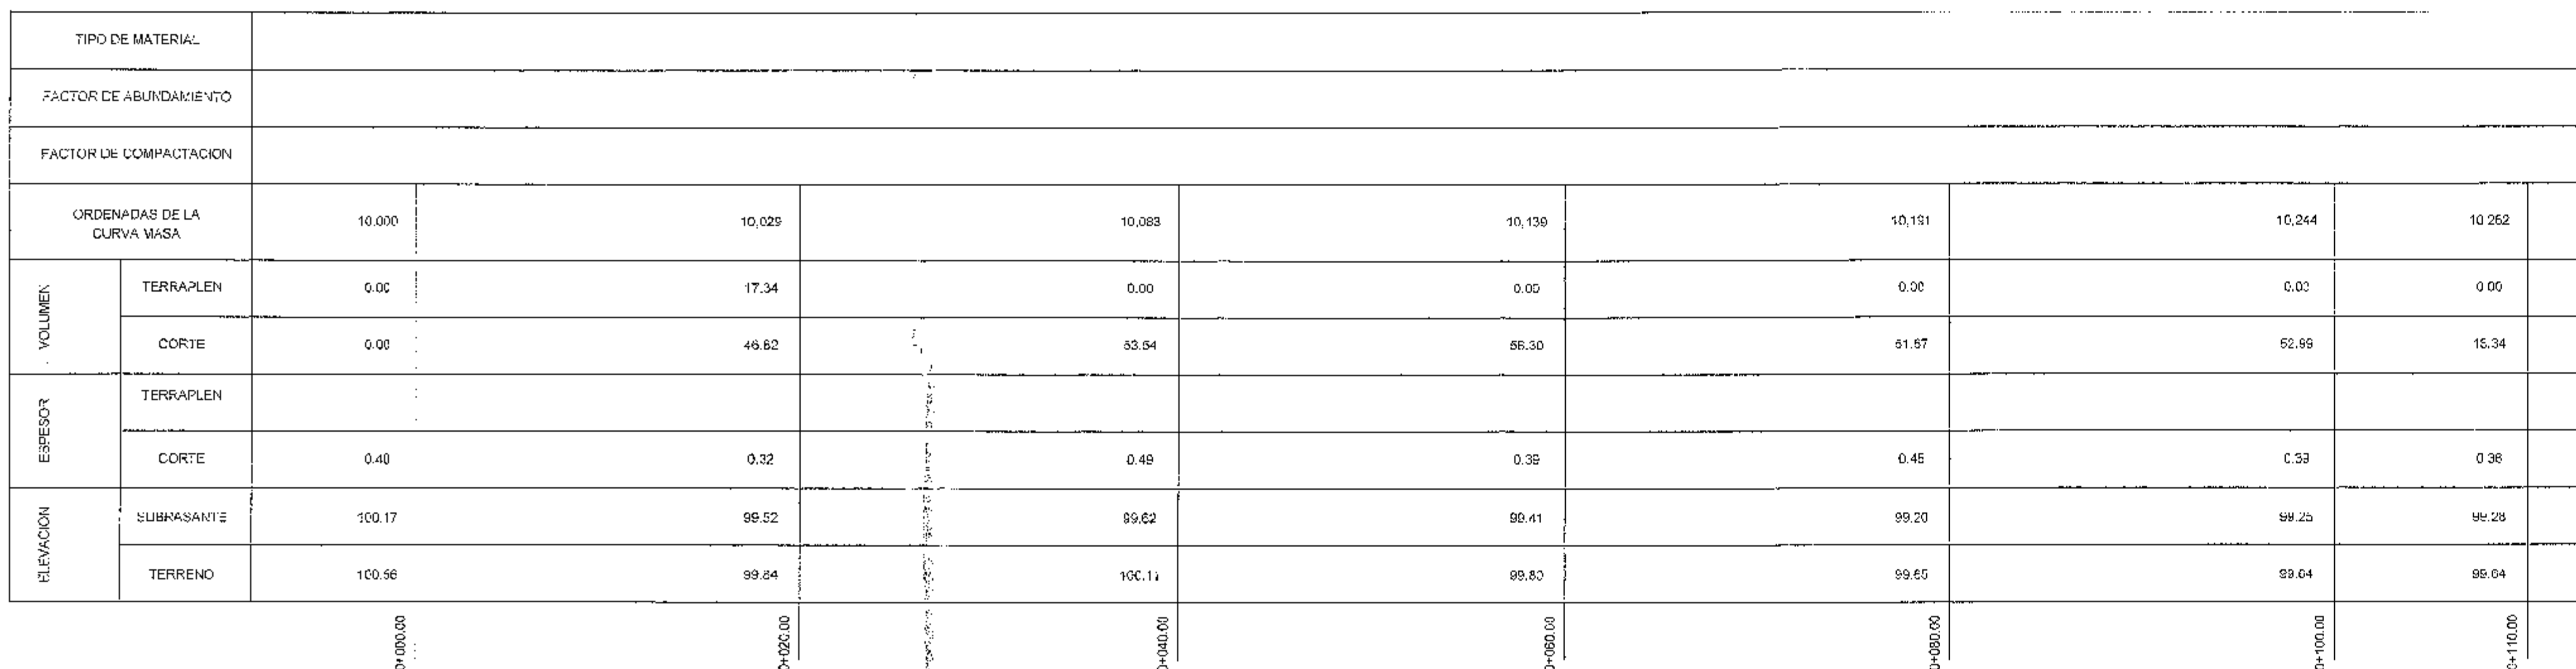 TIPO DE MATERIAL
FACTOR DE ABUNDAMIENTO
FACTOR DE COMPACTACION
ORDENADAS DE LA
CURVA MASA
10.000 10,029 10,083 10,139 10,191 10,244 10 262
VOLUMEN
TERRAPLEN 0.00 17.34 0.00 0.00 0.00 0.00 0 00
CORTE 0.00 46.82 53.54 56.30 51.67 52.99 18.34
ESPESOR
TERRAPLEN
CORTE 0.40 0.32 0.49 0.39 0.45 0.39 0 36
ELEVACION
SUBRASANTE 100.17 99.52 99.62 99.41 99.20 99.25 99.28
TERRENO 100.56 99.84 100.11 99.80 99.65 99.64 99.64
0+000.00 0+020.00 0+040.00 0+060.00 0+080.00 0+100.00 0+110.00